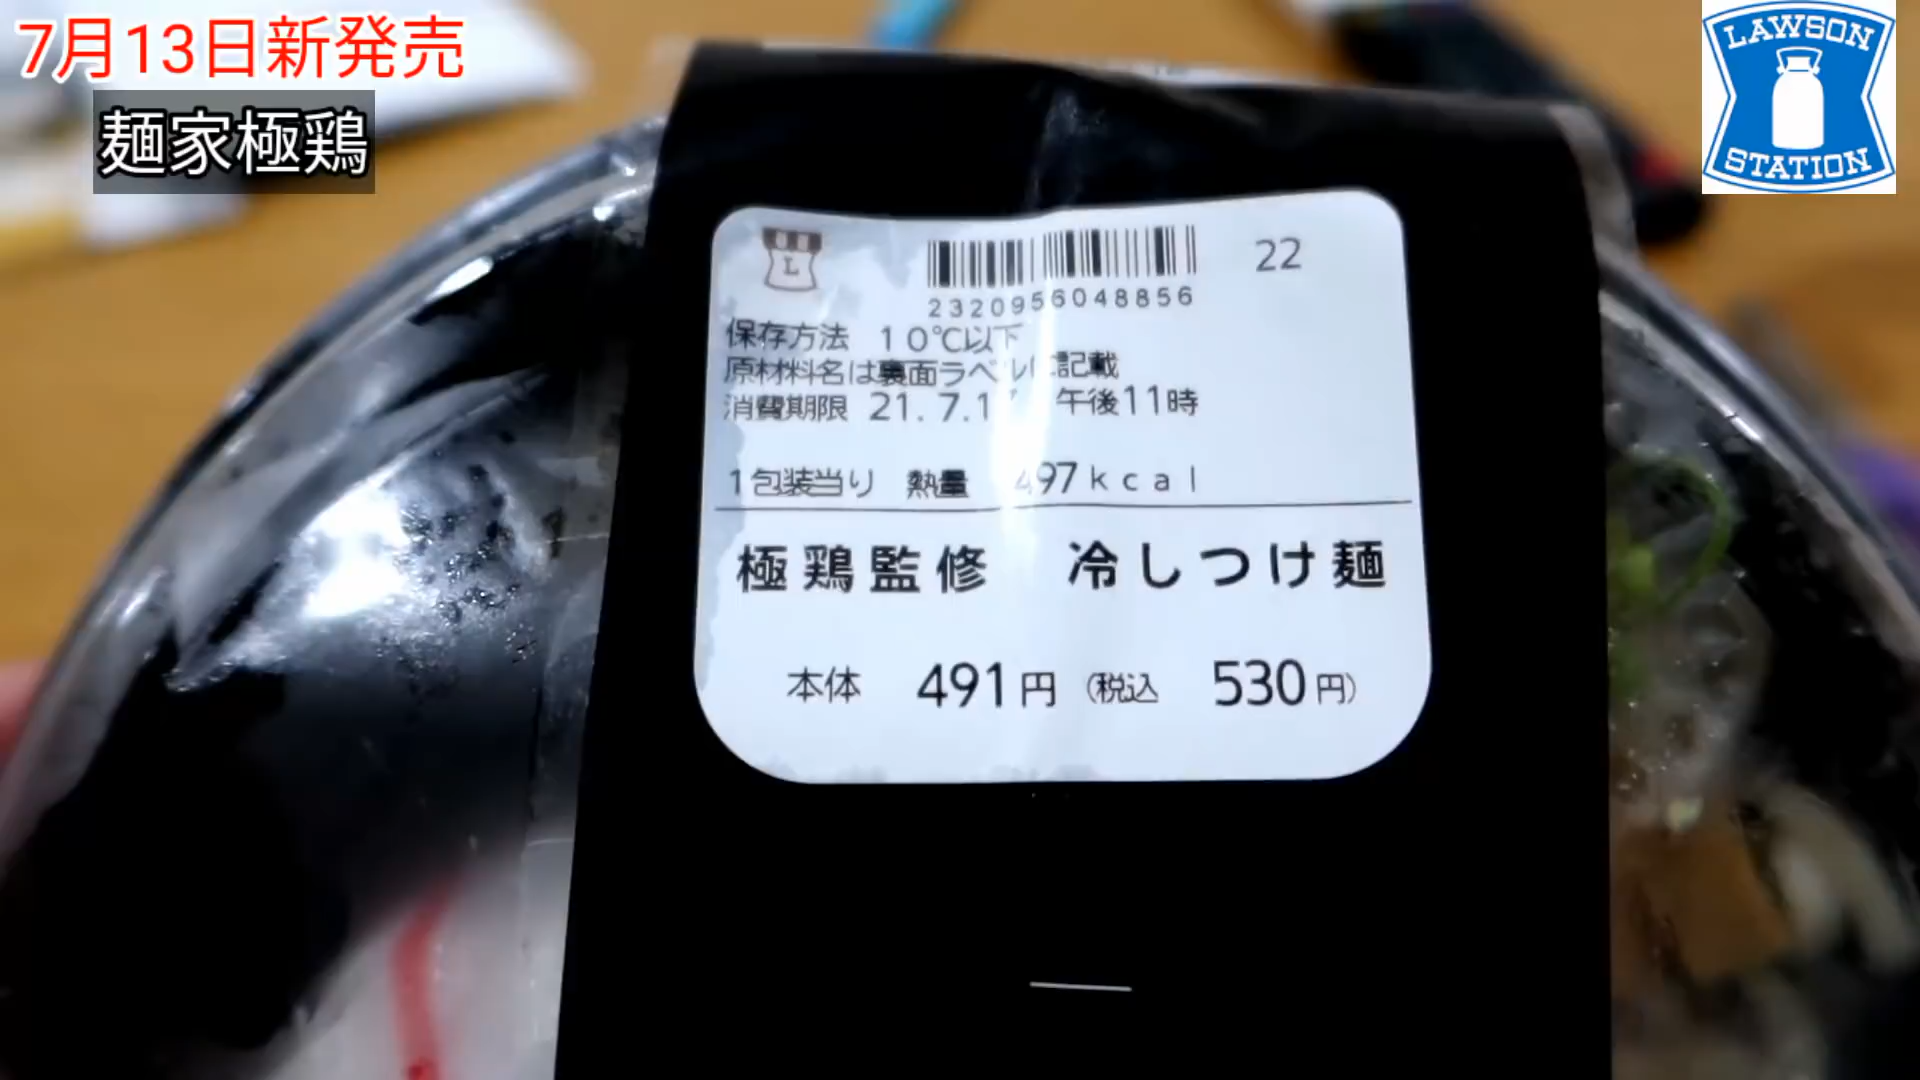 7月13日新発売
麺家極鶏
LAWSON
STATION
L
22
2320956048856
保存方法 10℃以下
原材料名は裏面ラベルに記載
消費期限 21. 7.1 午後11時
1包装当り 熱量 497kcal
極鶏監修 冷しつけ麺
本体 491円 (税込 530円)